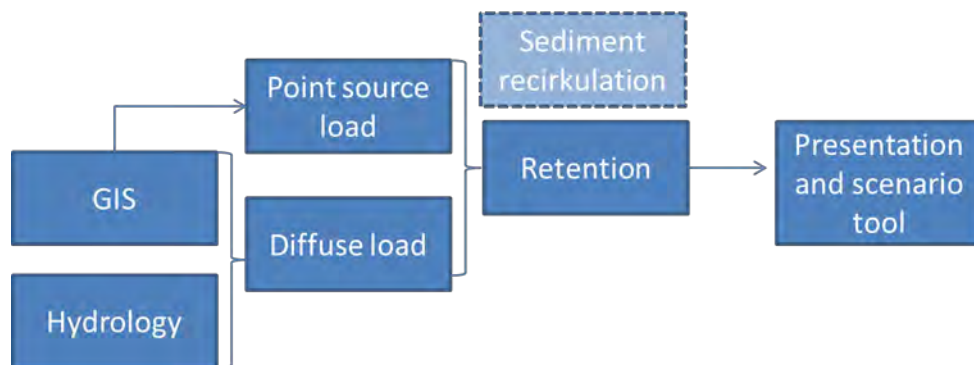 Sediment
recirkulation
Point source
load
GIS
Hydrology
Diffuse load
Retention
Presentation
and scenario
tool